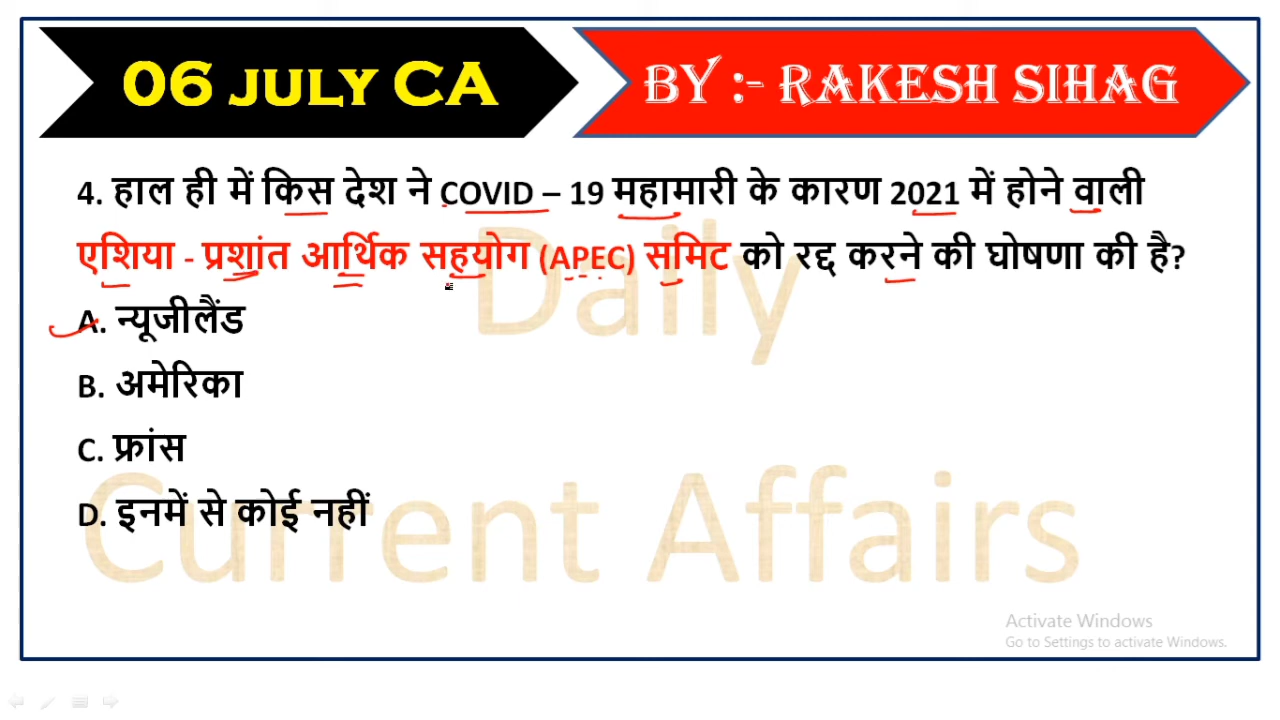 06 JULY CA
BY :- RAKESH SIHAG
4. हाल ही में किस देश ने COVID – 19 महामारी के कारण 2021 में होने वाली
एशिया - प्रशांत आर्थिक सहयोग (APEC) समिट को रद्द करने की घोषणा की है?
A. न्यूजीलैंड
B. अमेरिका
C. फ्रांस
D. इनमें से कोई नहीं
Daily
Current Affairs
Activate Windows
Go to Settings to activate Windows.